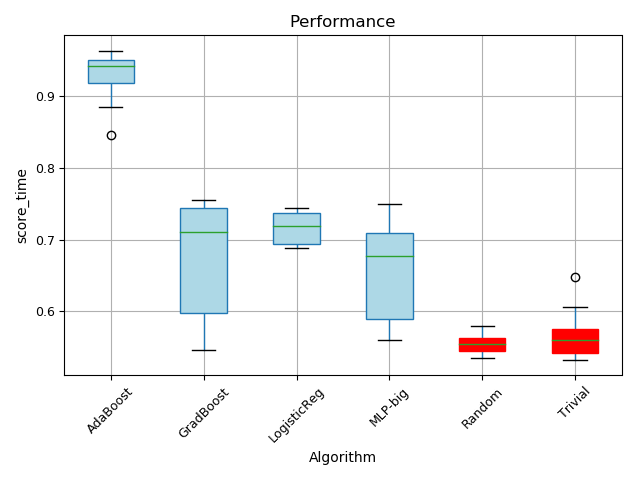 Performance
score_time
0.9
0.8
0.7
0.6
AdaBoost
GradBoost
LogisticReg
MLP-big
Random
Trivial
Algorithm